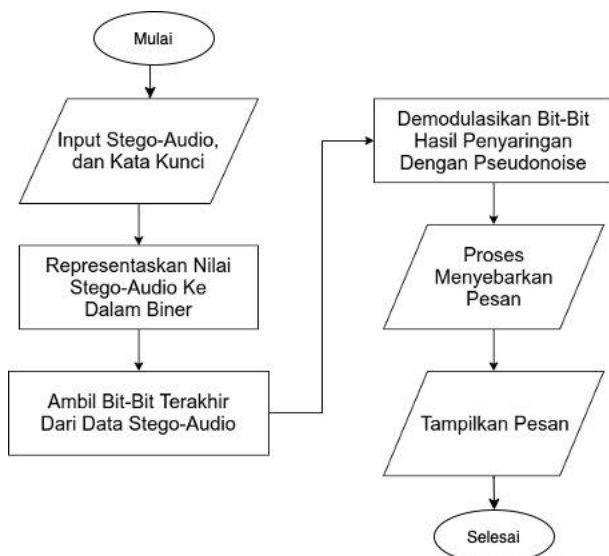 Mulai
Input Stego-Audio,
dan Kata Kunci
Representaskan Nilai
Stego-Audio Ke
Dalam Biner
Ambil Bit-Bit Terakhir
Dari Data Stego-Audio
Demodulasikan Bit-Bit
Hasil Penyaringan
Dengan Pseudonoise
Proses
Menyebarkan
Pesan
Tampilkan Pesan
Selesai